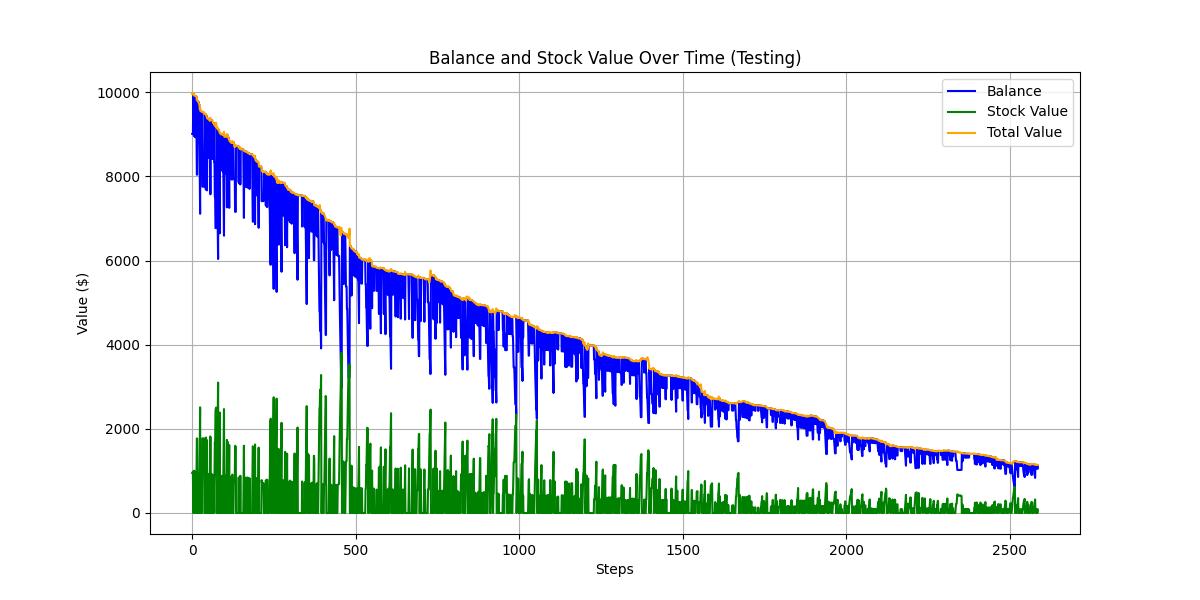 Balance and Stock Value Over Time (Testing)
Balance
Stock Value
Total Value
Value ($)
10000
8000
6000
4000
2000
0
0 500 1000 1500 2000 2500
Steps